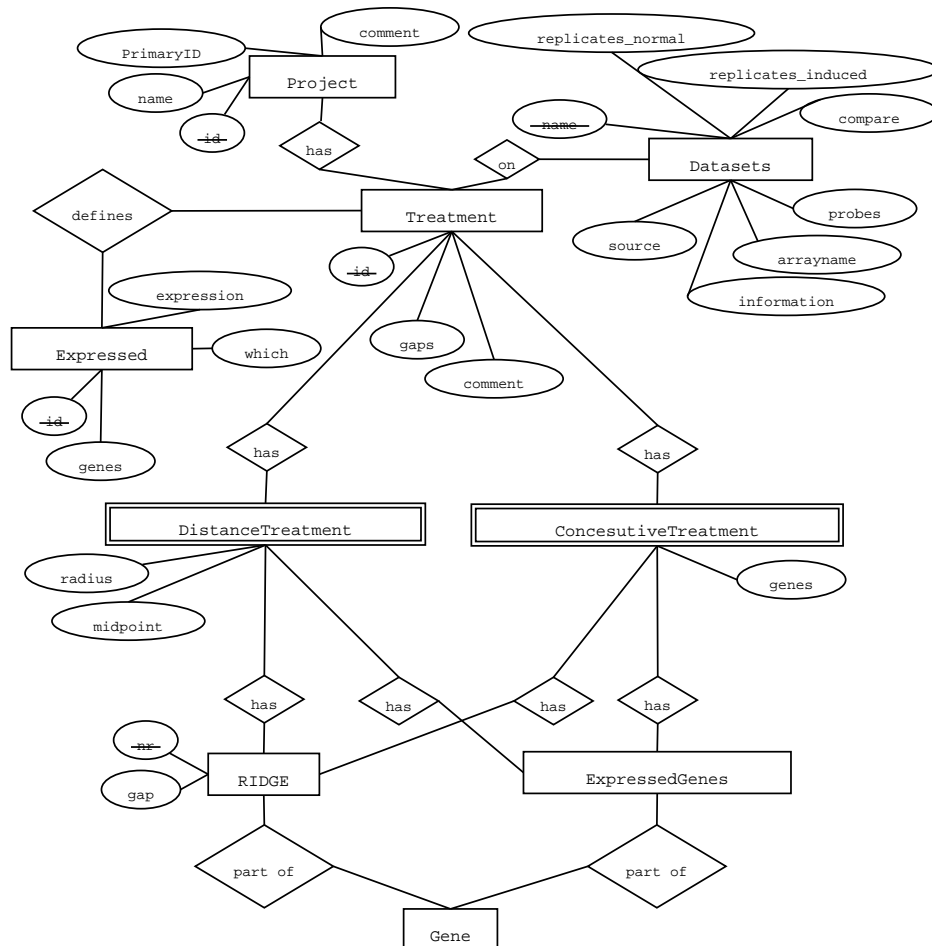 comment
replicates_normal
PrimaryID
replicates_induced
Project
name
compare
id
name
has
on
Datasets
defines
Treatment
probes
source
id
arrayname
expression
information
gaps
Expressed
which
comment
id
genes
has
has
DistanceTreatment
ConcesutiveTreatment
radius
genes
midpoint
has
has
has
has
nr
RIDGE
ExpressedGenes
gap
part of
part of
Gene